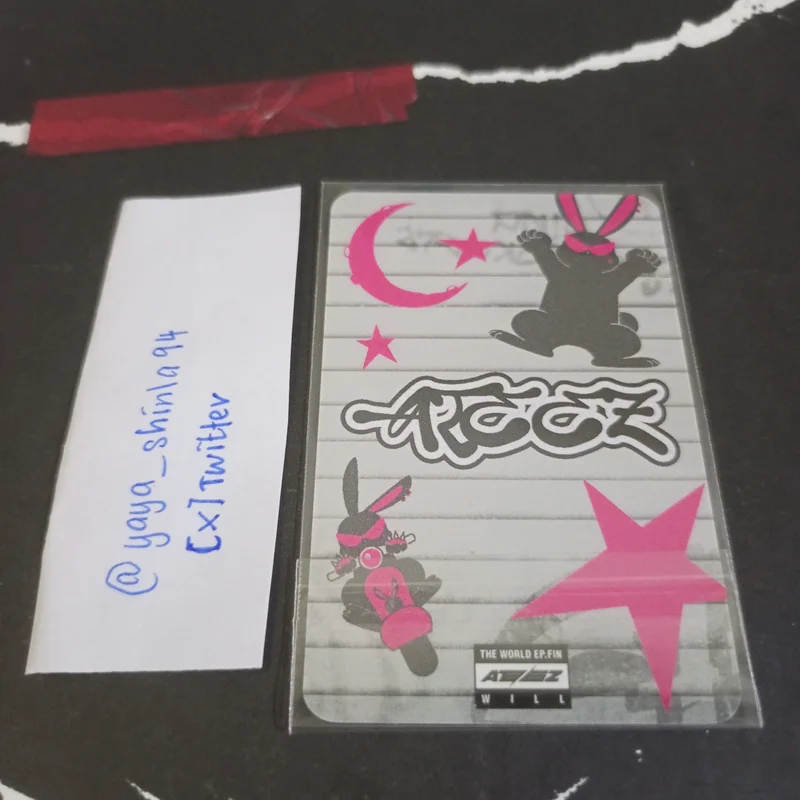 @yaya_shinla94
[X] Twitter
ATEEZ
THE WORLD EP.FIN
ATEEZ
WILL